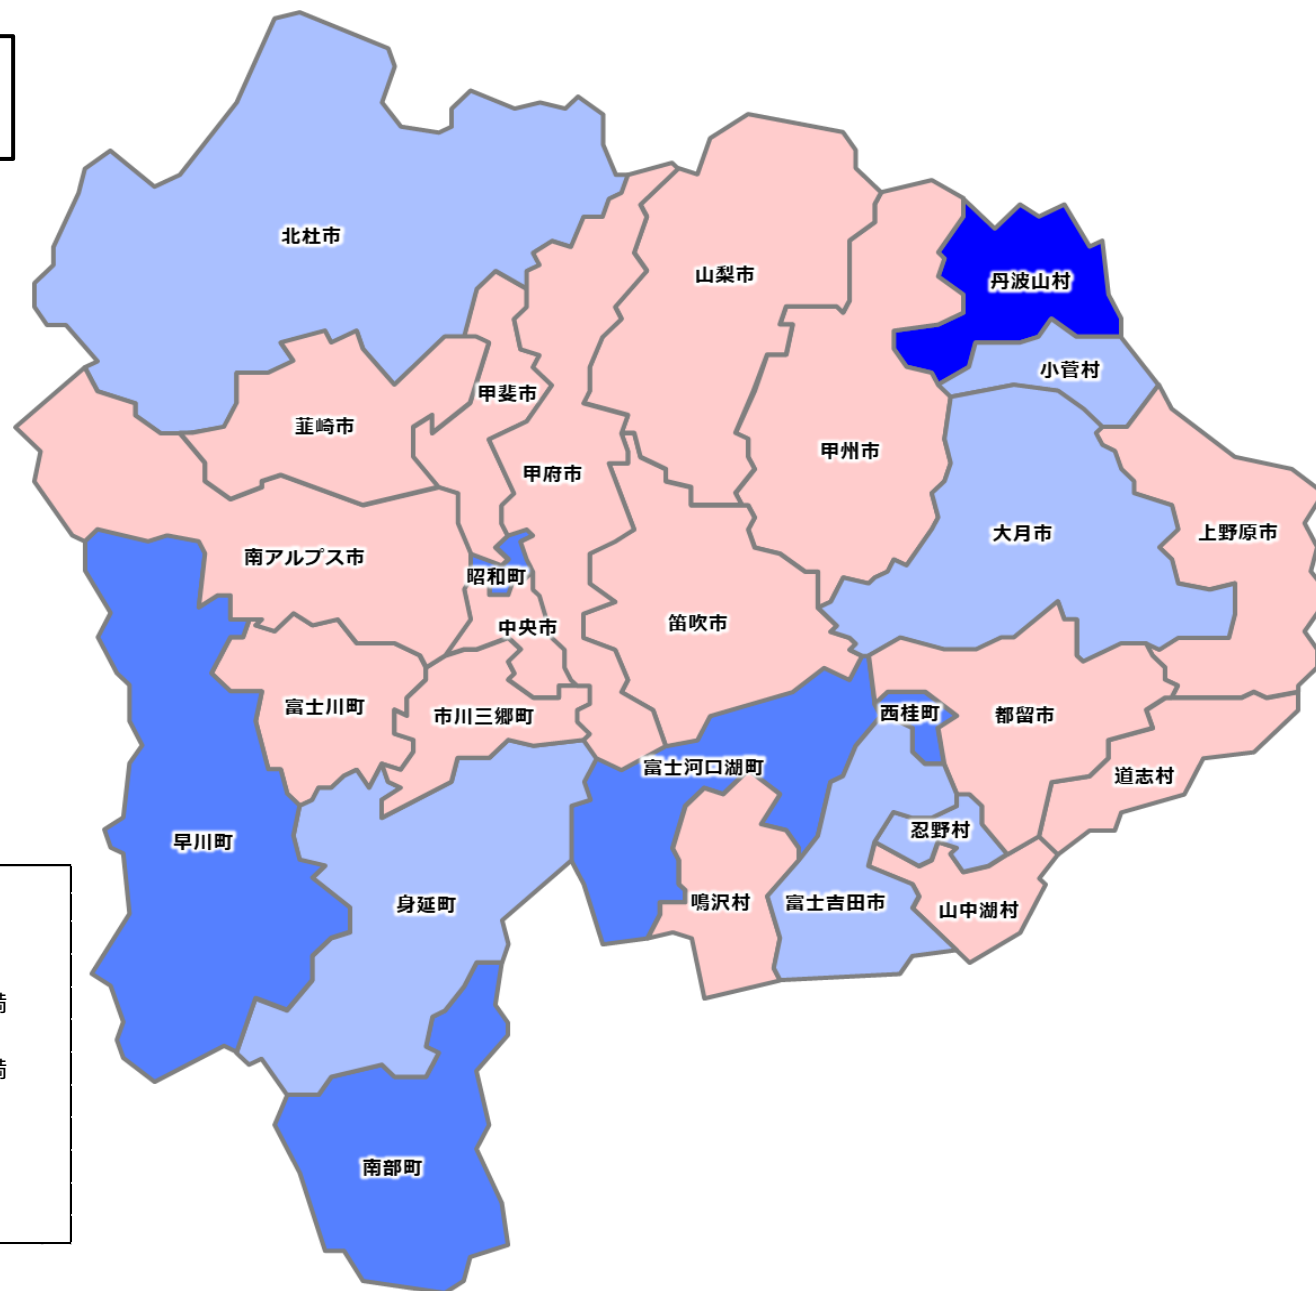 北杜市
山梨市
丹波山村
小菅村
甲斐市
韮崎市
甲州市
甲府市
大月市
上野原市
南アルプス市
昭和町
笛吹市
中央市
富士川町
市川三郷町
西桂町
都留市
富士河口湖町
道志村
忍野村
早川町
鳴沢村
富士吉田市
身延町
山中湖村
南部町